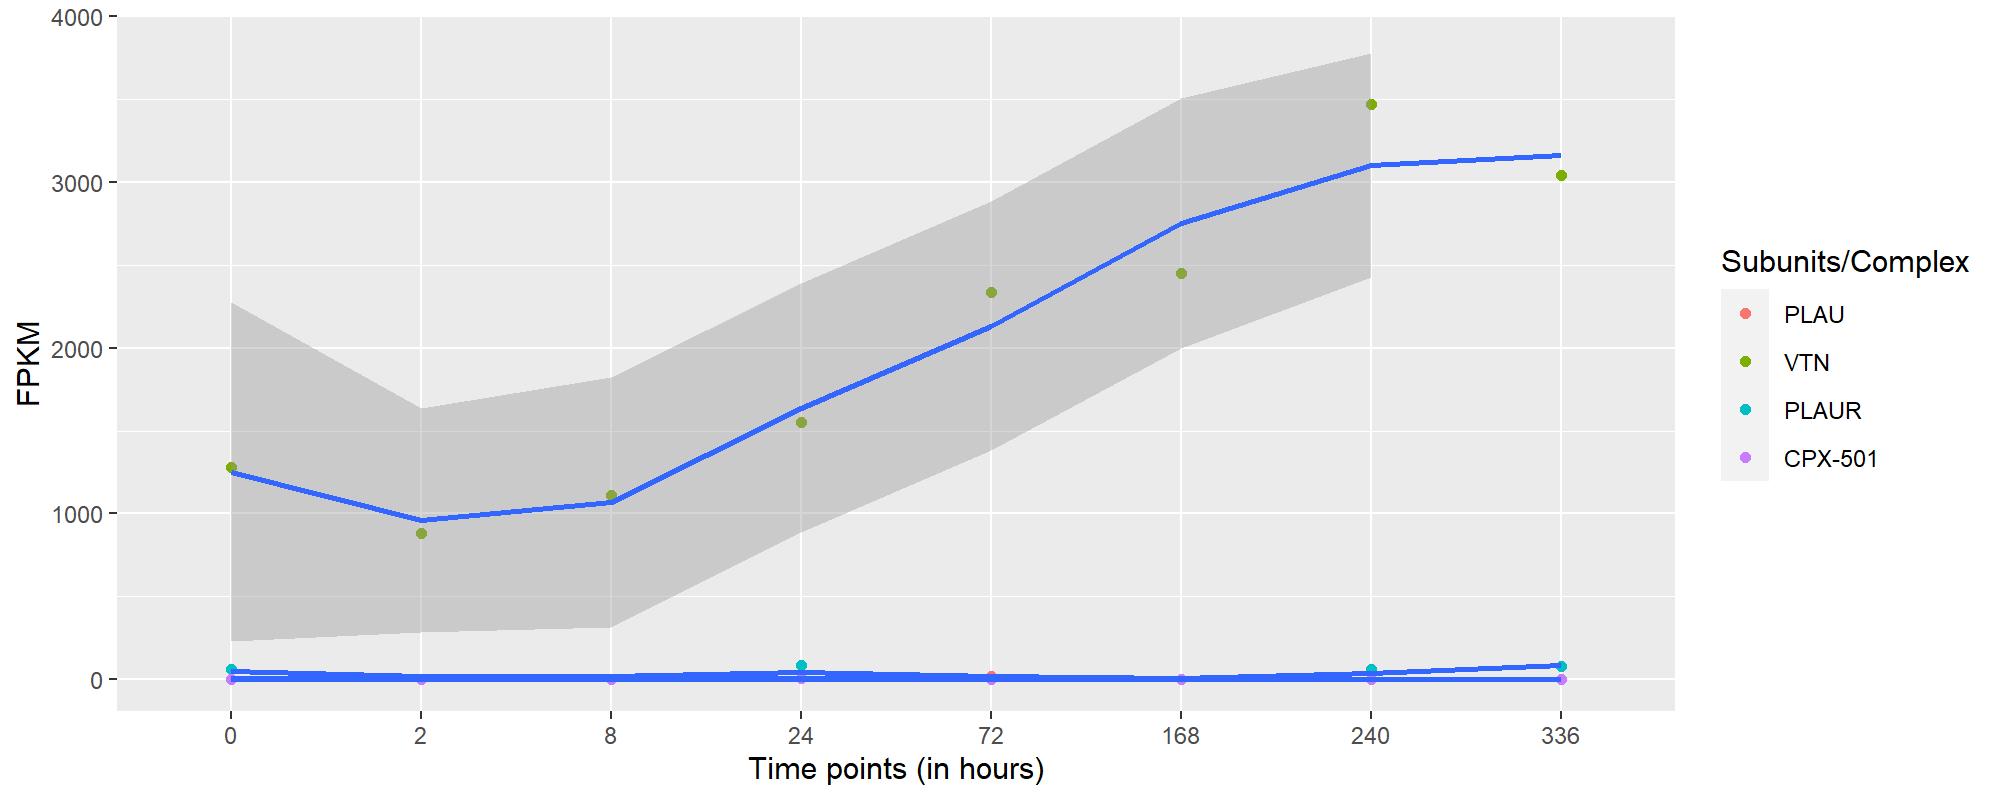 4000
3000
2000
1000
0
FPKM
0 2 8 24 72 168 240 336
Time points (in hours)
Subunits/Complex
PLAU
VTN
PLAUR
CPX-501